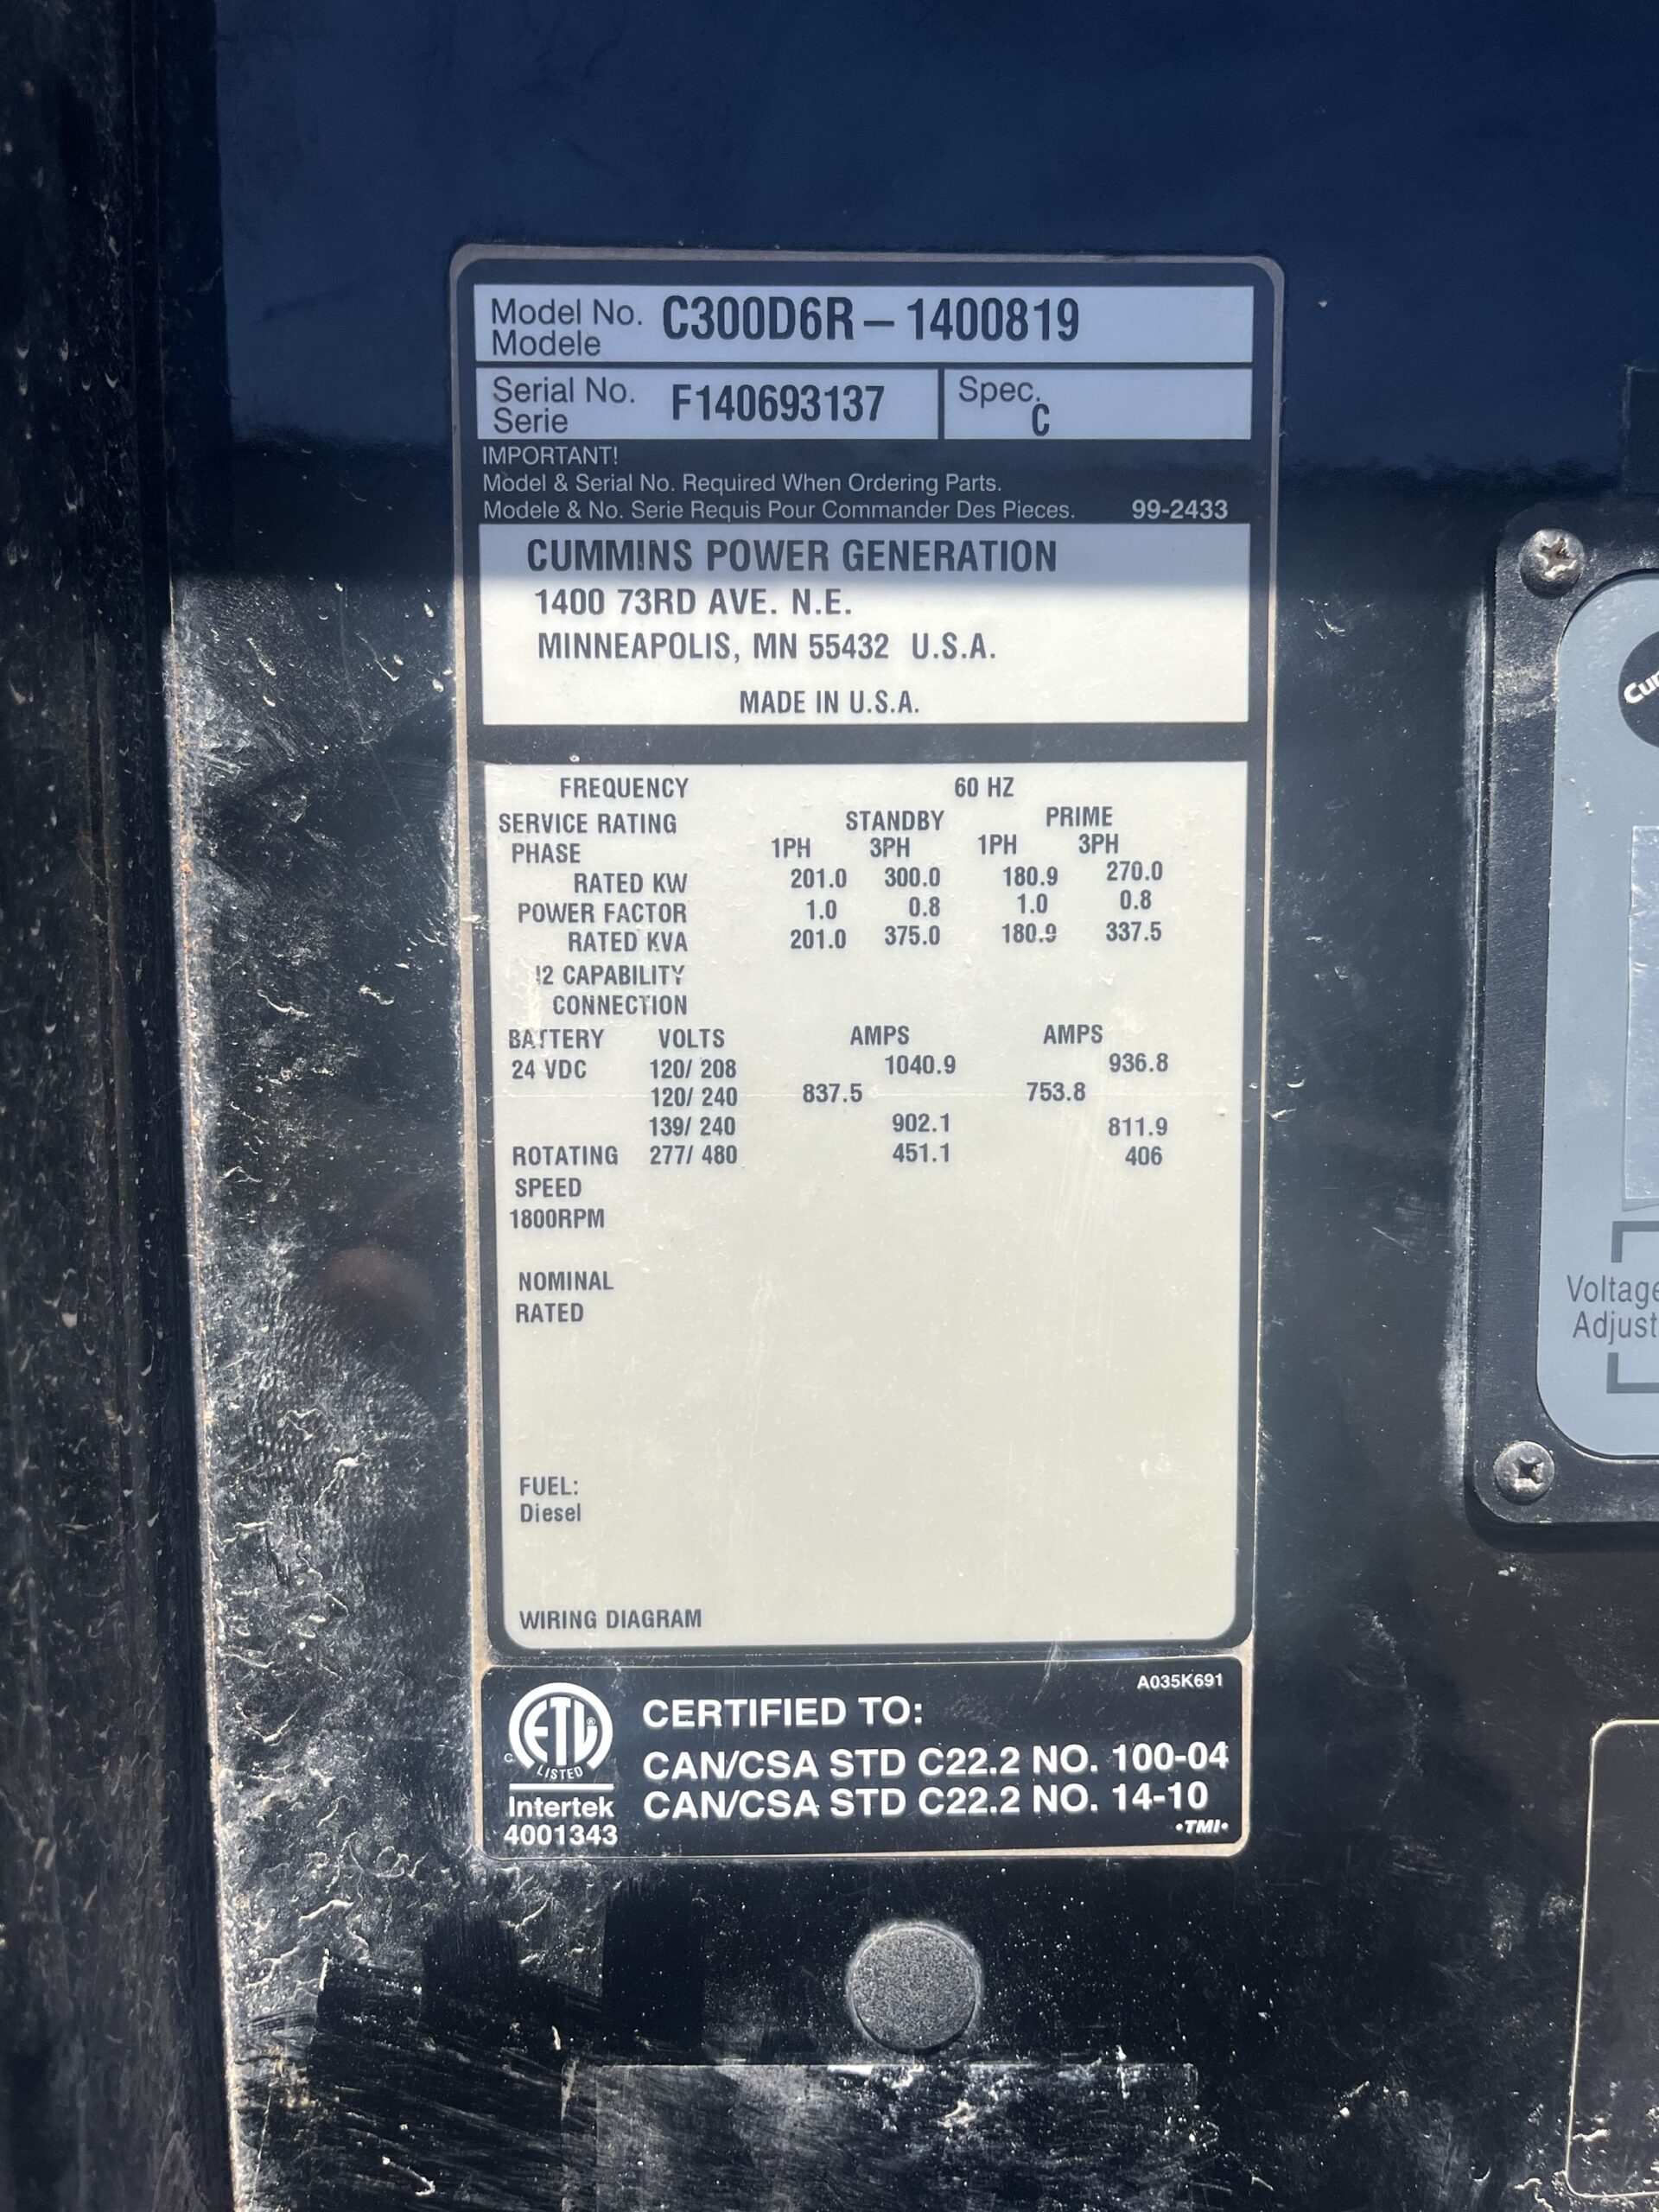 Model No. C300D6R – 1400819
Modele
Serial No. F140693137 Spec. C
Serie
IMPORTANT!
Model & Serial No. Required When Ordering Parts.
Modele & No. Serie Requis Pour Commander Des Pieces. 99-2433
CUMMINS POWER GENERATION
1400 73RD AVE. N.E.
MINNEAPOLIS, MN 55432 U.S.A.
MADE IN U.S.A.
FREQUENCY 60 HZ
SERVICE RATING STANDBY PRIME
PHASE 1PH 3PH 1PH 3PH
RATED KW 201.0 300.0 180.9 270.0
POWER FACTOR 1.0 0.8 1.0 0.8
RATED KVA 201.0 375.0 180.9 337.5
I2 CAPABILITY
CONNECTION
BATTERY VOLTS AMPS AMPS
24 VDC 120/ 208 1040.9 936.8
120/ 240 837.5 753.8
139/ 240 902.1 811.9
ROTATING 277/ 480 451.1 406
SPEED
1800RPM
NOMINAL
RATED
FUEL:
Diesel
WIRING DIAGRAM
A035K691
ETL® CERTIFIED TO:
C LISTED CAN/CSA STD C22.2 NO. 100-04
Intertek CAN/CSA STD C22.2 NO. 14-10
4001343 •TMI•
Voltage
Adjust